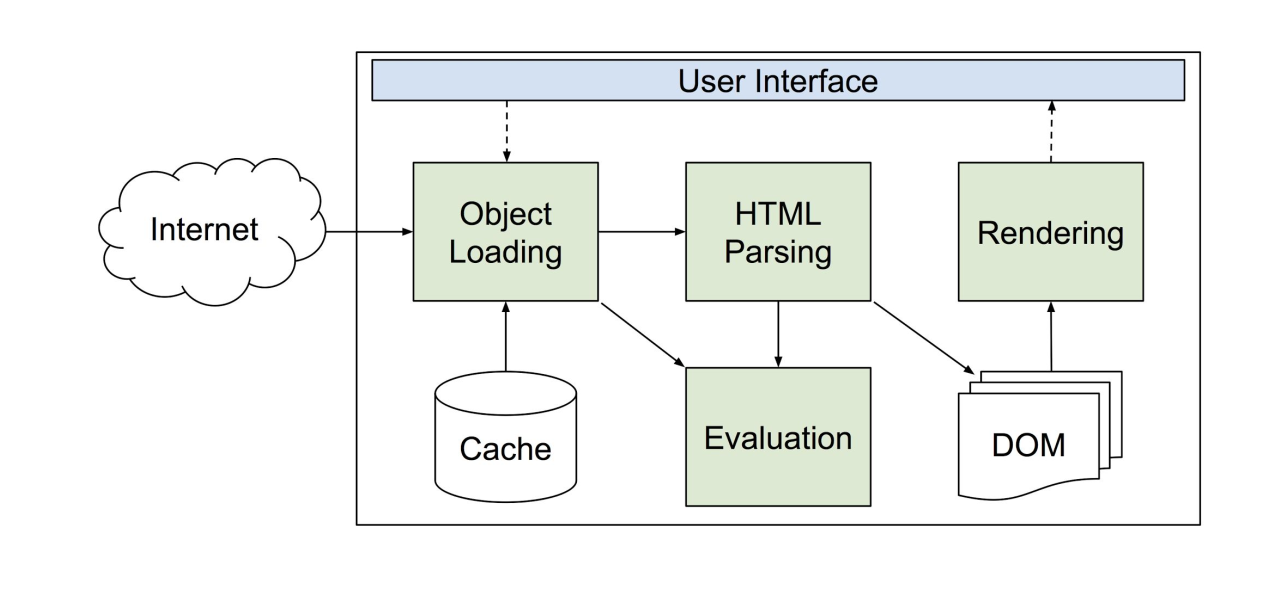 User Interface
Internet
Object
Loading
HTML
Parsing
Rendering
Cache
Evaluation
DOM